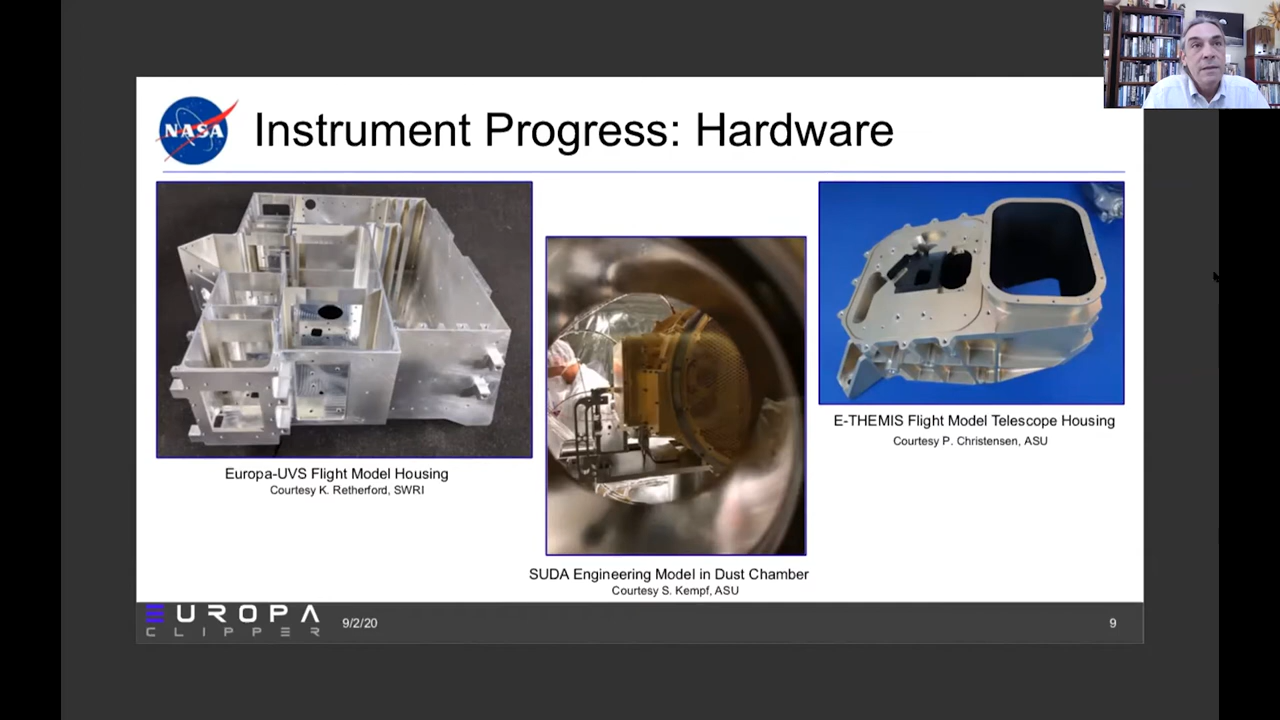 NASA
Instrument Progress: Hardware
Europa-UVS Flight Model Housing
Courtesy K. Retherford, SWRI
SUDA Engineering Model in Dust Chamber
Courtesy S. Kempf, ASU
E-THEMIS Flight Model Telescope Housing
Courtesy P. Christensen, ASU
EUROPA
CLIPPER
9/2/20
9